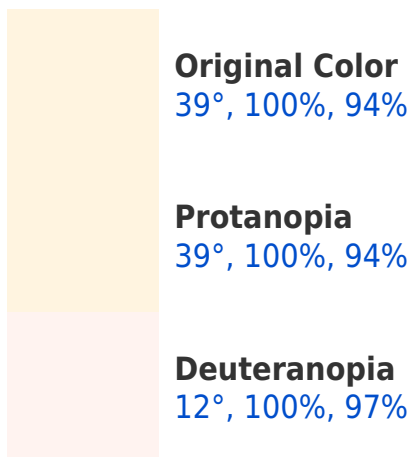 Original Color
39°, 100%, 94%
Protanopia
39°, 100%, 94%
Deuteranopia
12°, 100%, 97%